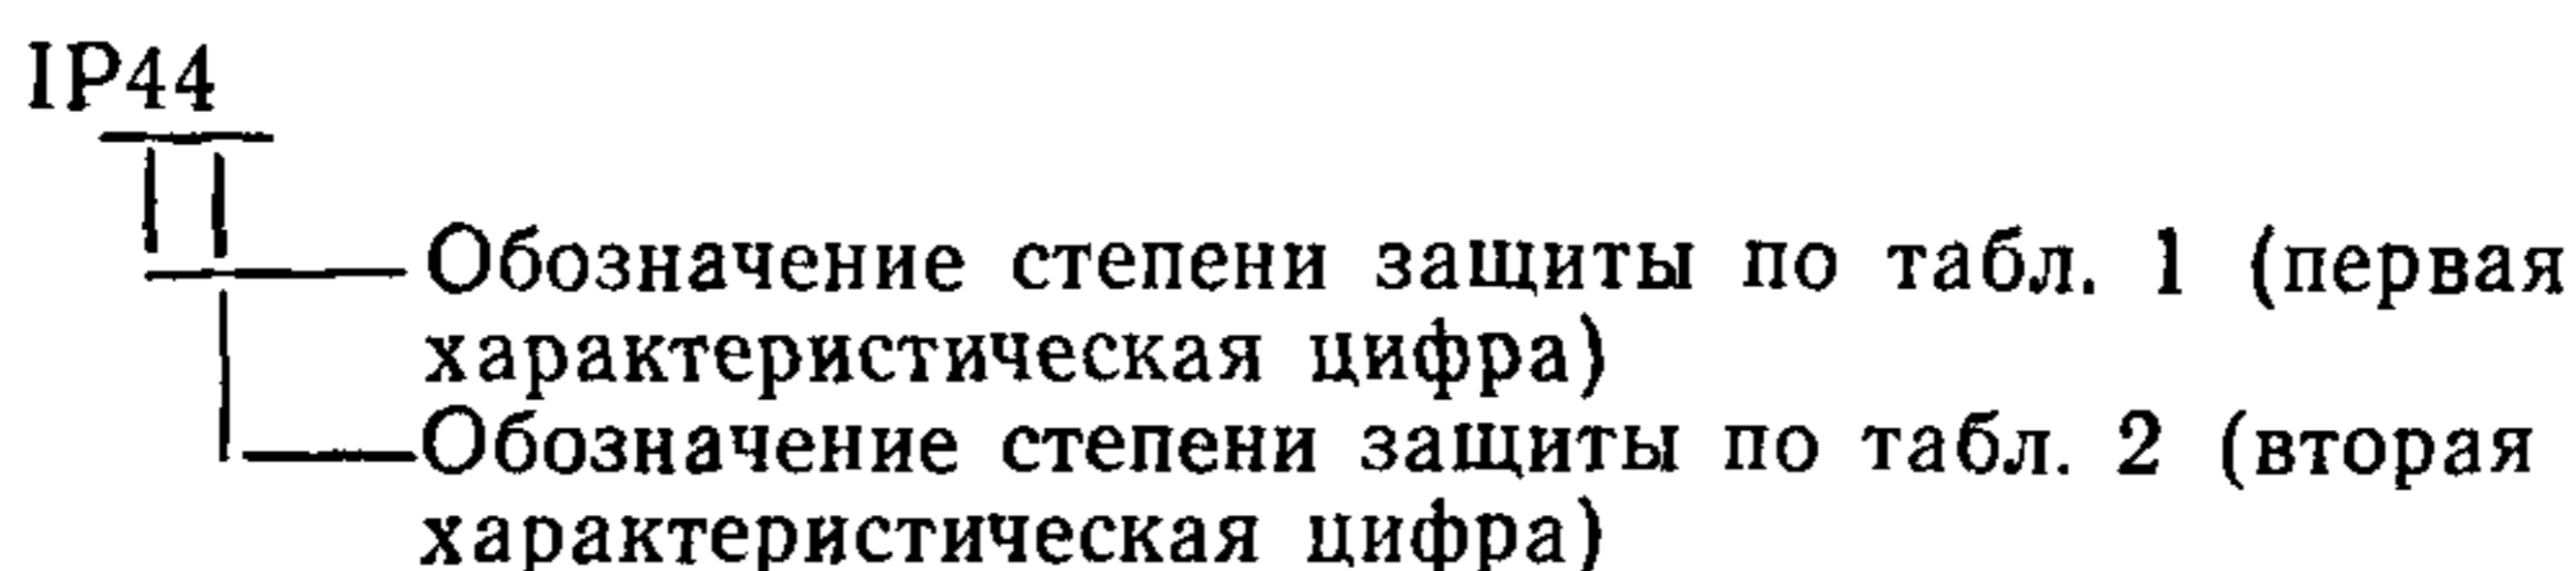 IP44
Обозначение степени защиты по табл. 1 (первая
характеристическая цифра)
Обозначение степени защиты по табл. 2 (вторая
характеристическая цифра)